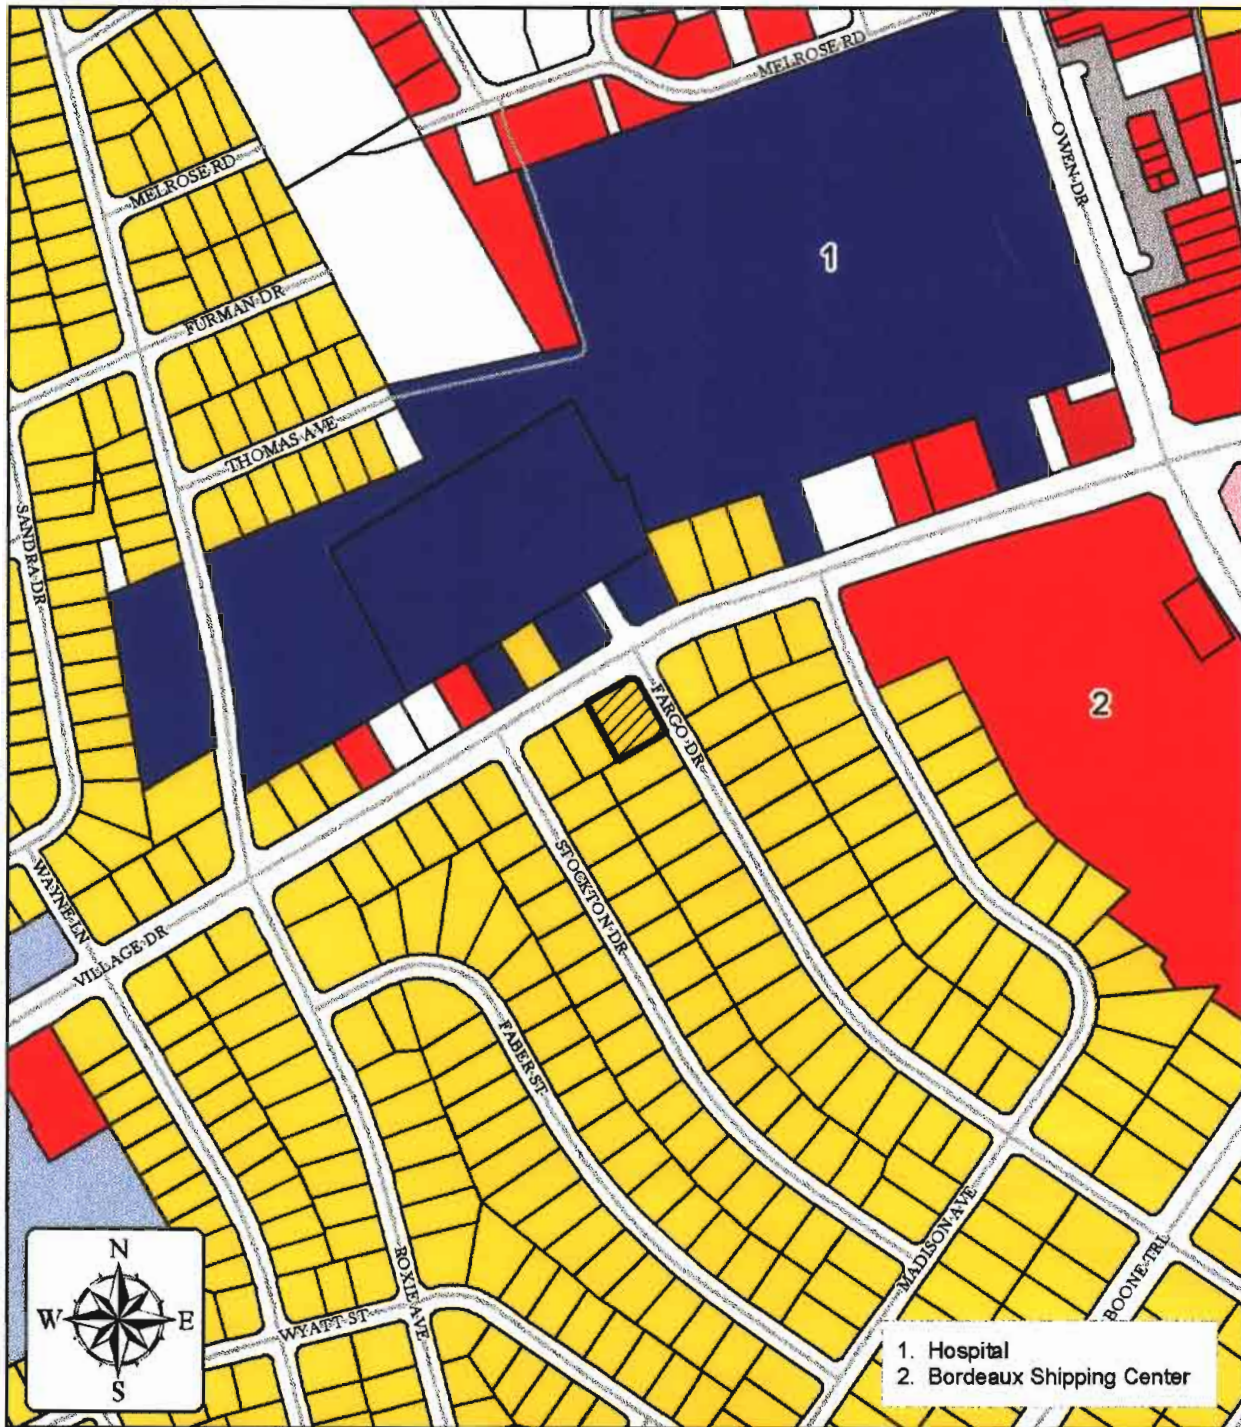 MELROSE RD
OWEN DR
MELROSE RD
1
FURMAN DR
THOMAS AVE
SANDRA DR
FARGO DR
2
STOCKTON DR
WAYNE LN
VILLAGE DR
FABER ST
MADISON AVE
ROXIE AVE
BOONE TRL
WYATT ST
N
W
E
S
1. Hospital
2. Bordeaux Shipping Center